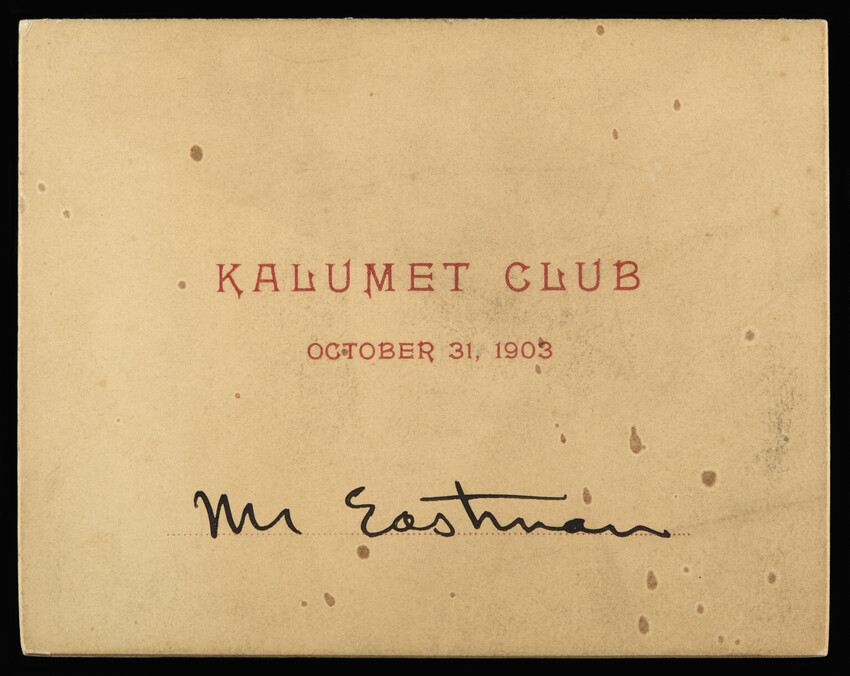 KALUMET CLUB
OCTOBER 31, 1903
Mr Eastman